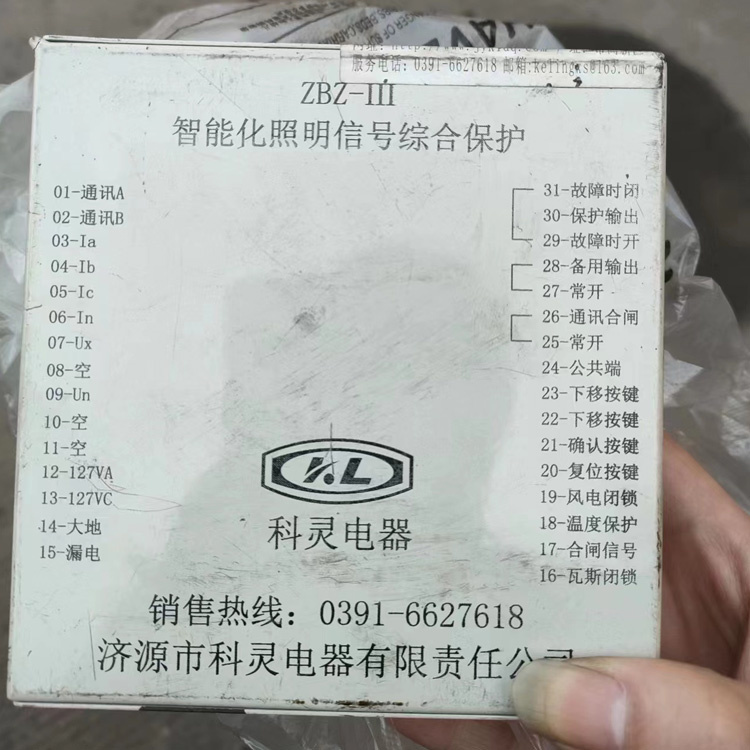 服务电话:0391-6627618 邮箱:kelingks@163.com
ZBZ-III
智能化照明信号综合保护
01-通讯A
02-通讯B
03-Ia
04-Ib
05-Ic
06-In
07-Ux
08-空
09-Un
10-空
11-空
12-127VA
13-127VC
14-大地
15-漏电
31-故障时闭
30-保护输出
29-故障时开
28-备用输出
27-常开
26-通讯合闸
25-常开
24-公共端
23-下移按键
22-下移按键
21-确认按键
20-复位按键
19-风电闭锁
18-温度保护
17-合闸信号
16-瓦斯闭锁
KL
科灵电器
销售热线：0391-6627618
济源市科灵电器有限责任公司